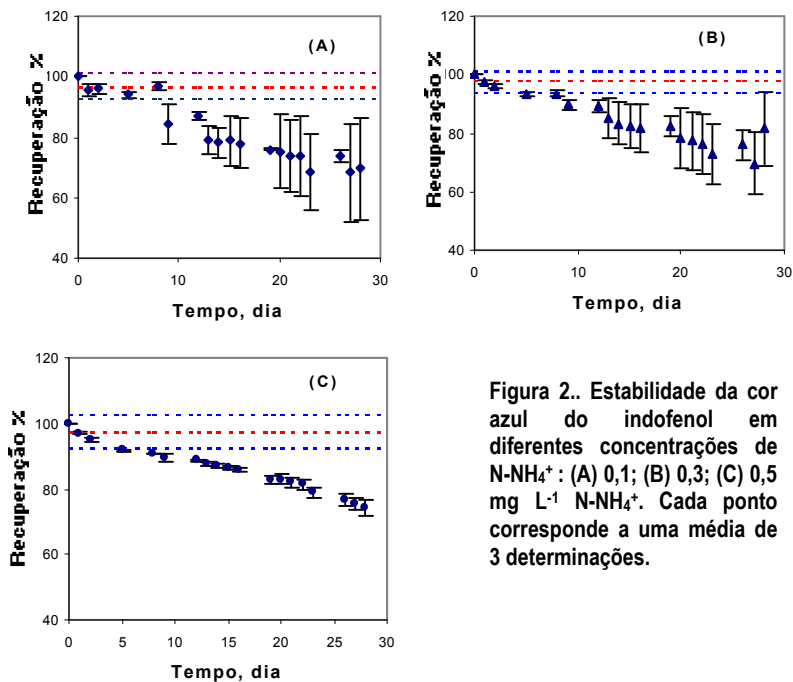 (A)
120
100
80
60
40
Recuperação %
0
10
20
30
Tempo, dia
(B)
120
100
80
60
40
Recuperação %
0
10
20
30
Tempo, dia
(C)
120
100
80
60
40
Recuperação %
0
5
10
15
20
25
30
Tempo, dia
Figura 2.. Estabilidade da cor
azul do indofenol em
diferentes concentrações de
N-NH₄⁺ : (A) 0,1; (B) 0,3; (C) 0,5
mg L⁻¹ N-NH₄⁺. Cada ponto
corresponde a uma média de
3 determinações.